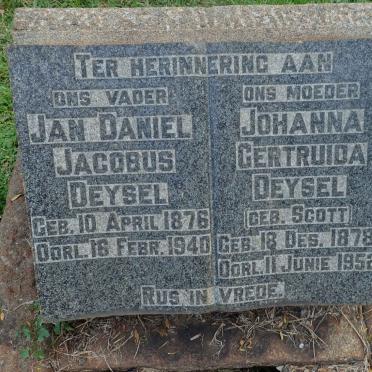 TER HERINNERING AAN
ONS VADER
JAN DANIEL
JACOBUS
DEYSEL
GEB. 10 APRIL 1876
OORL. 16 FEBR. 1940
ONS MOEDER
JOHANNA
GERTRUIDA
DEYSEL
(GEB. SCOTT)
GEB. 18 DES. 1878
OORL. 11 JUNIE 1952
RUS IN VREDE.